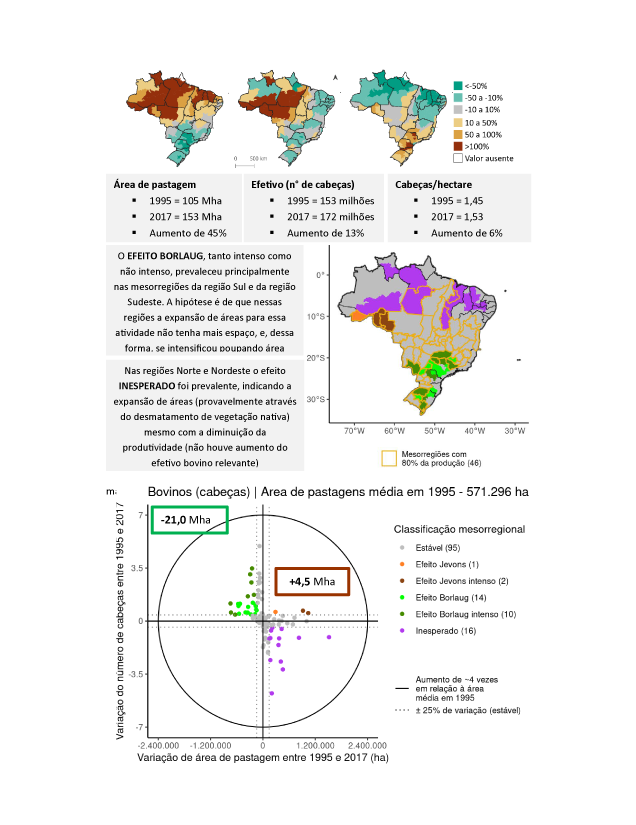 <-50%
-50 a -10%
-10 a 10%
10 a 50%
50 a 100%
>100%
Valor ausente
0 500 km
Área de pastagem
▪ 1995 = 105 Mha
▪ 2017 = 153 Mha
▪ Aumento de 45%
Efetivo (n° de cabeças)
▪ 1995 = 153 milhões
▪ 2017 = 172 milhões
▪ Aumento de 13%
Cabeças/hectare
▪ 1995 = 1,45
▪ 2017 = 1,53
▪ Aumento de 6%
O EFEITO BORLAUG, tanto intenso como
não intenso, prevaleceu principalmente
nas mesorregiões da região Sul e da região
Sudeste. A hipótese é de que nessas
regiões a expansão de áreas para essa
atividade não tenha mais espaço, e, dessa
forma. se intensificou poupando área
Nas regiões Norte e Nordeste o efeito
INESPERADO foi prevalente, indicando a
expansão de áreas (provavelmente através
do desmatamento de vegetação nativa)
mesmo com a diminuição da
produtividade (não houve aumento do
efetivo bovino relevante)
0°
10°S
20°S
30°S
70°W 60°W 50°W 40°W 30°W
Mesorregiões com
80% da produção (46)
Bovinos (cabeças) | Area de pastagens média em 1995 - 571.296 ha
-21,0 Mha
+4,5 Mha
Variação do número de cabeças entre 1995 e 2017
7
3.5
0
-3.5
-7
-2.400.000 -1.200.000 0 1.200.000 2.400.000
Variação de área de pastagem entre 1995 e 2017 (ha)
Classificação mesorregional
Estável (95)
Efeito Jevons (1)
Efeito Jevons intenso (2)
Efeito Borlaug (14)
Efeito Borlaug intenso (10)
Inesperado (16)
Aumento de ~4 vezes
em relação à área
média em 1995
± 25% de variação (estável)